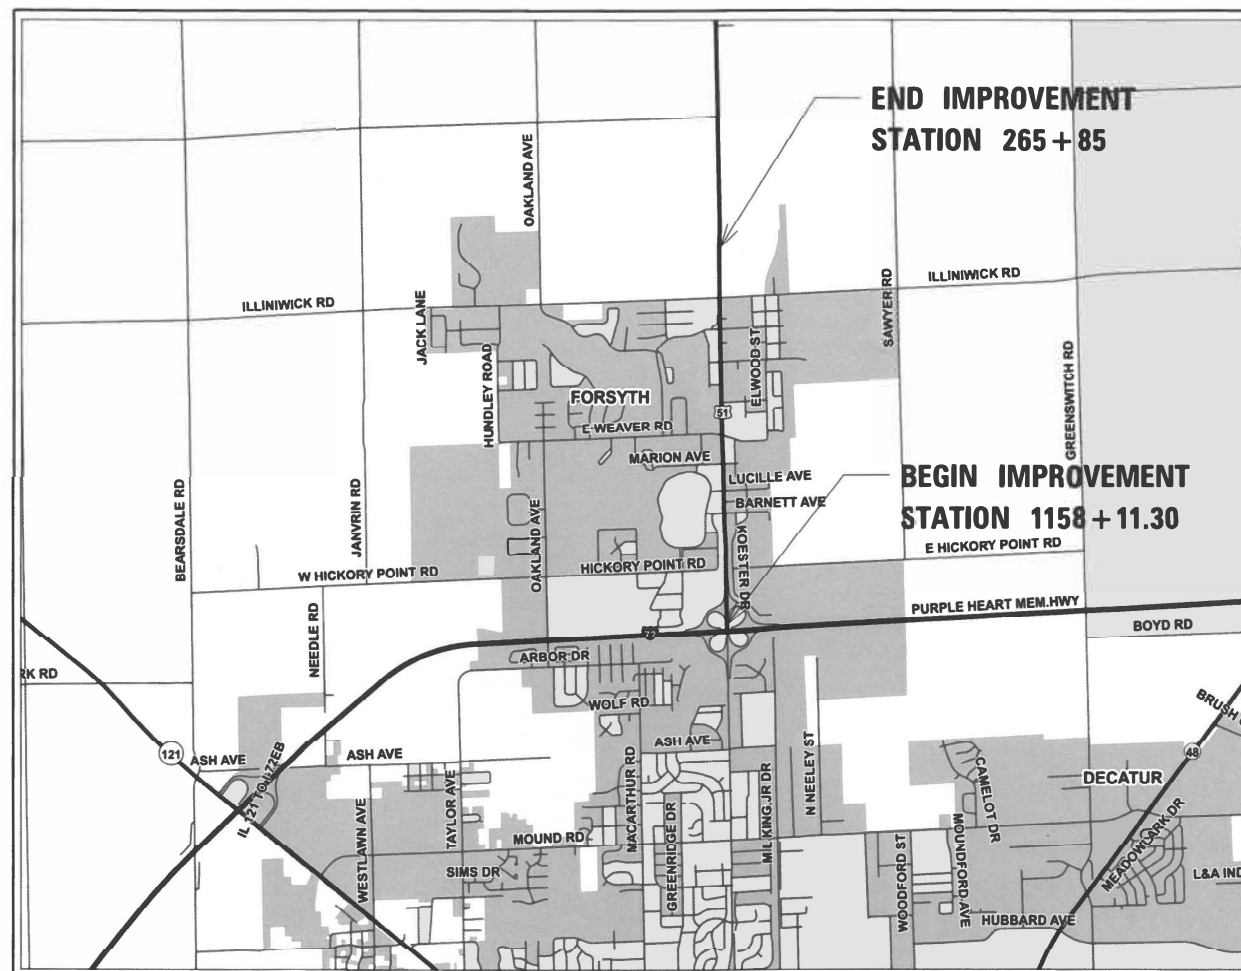 END IMPROVEMENT
STATION 265+85
OAKLAND AVE
ILLINIWICK RD
ILLINIWICK RD
JACK LANE
SAWYER RD
HUNDLEY ROAD
ELWOOD ST
GREENSWITCH RD
FORSYTH
51
E WEAVER RD
MARION AVE
LUCILLE AVE
BARNETT AVE
BEGIN IMPROVEMENT
STATION 1158+11.30
BEARSDALE RD
JANVRIN RD
OAKLAND AVE
KOESTER DR
E HICKORY POINT RD
HICKORY POINT RD
W HICKORY POINT RD
NEEDLE RD
PURPLE HEART MEM.HWY
72
BOYD RD
ARBOR DR
RK RD
WOLF RD
BRUSH
121
ASH AVE
ASH AVE
ASH AVE
48
IL 121 TO I-72EB
DECATUR
WESTLAWN AVE
TAYLOR AVE
MOUND RD
MACARTHUR RD
GREENRIDGE DR
M L KING JR DR
N NEELEY ST
CAMELOT DR
MEADOWLARK DR
SIMS DR
WOODFORD ST
MOUNDFORD AVE
L&A IND
HUBBARD AVE